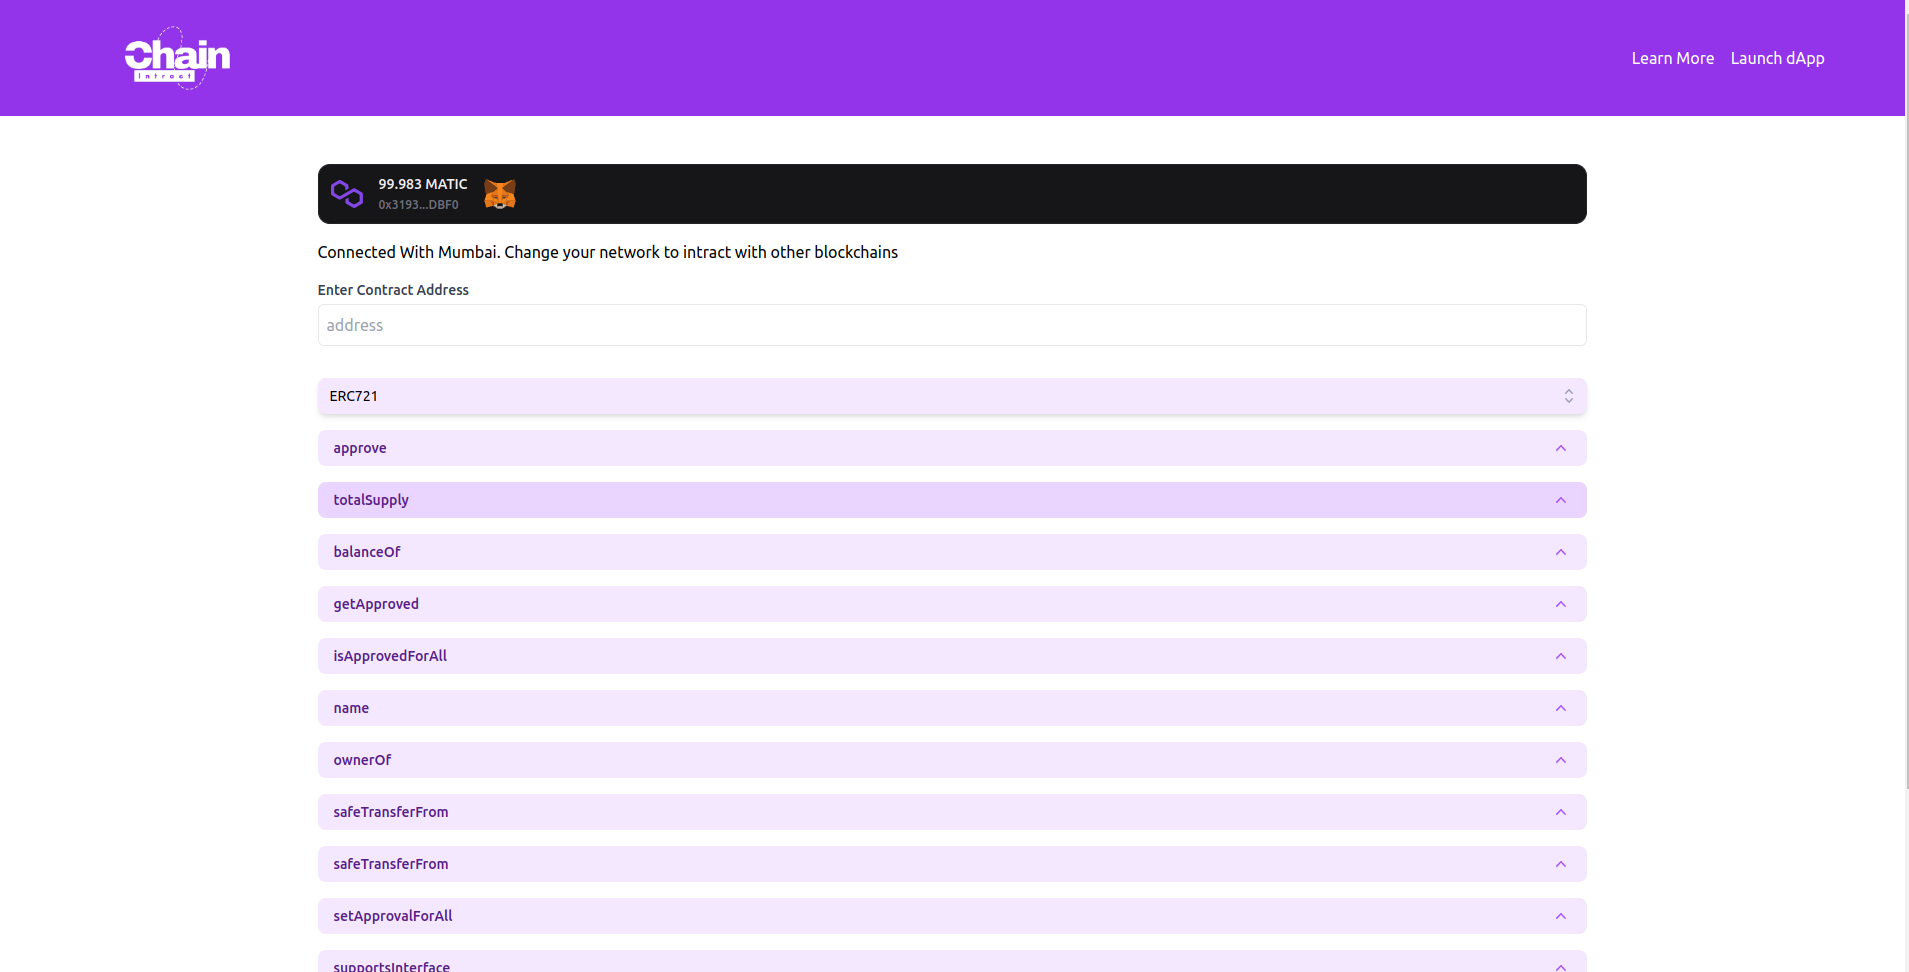 Chain
Intract
Learn More Launch dApp
99.983 MATIC
0x3193...DBF0
Connected With Mumbai. Change your network to intract with other blockchains
Enter Contract Address
address
ERC721
approve
totalSupply
balanceOf
getApproved
isApprovedForAll
name
ownerOf
safeTransferFrom
safeTransferFrom
setApprovalForAll
supportsInterface